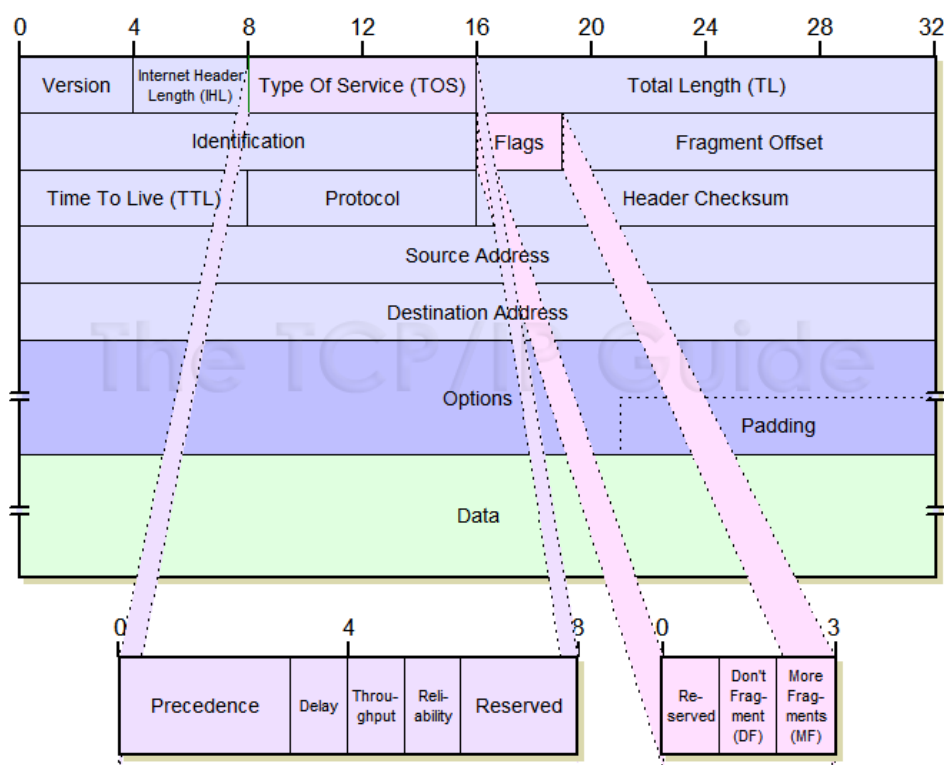 0 4 8 12 16 20 24 28 32
Version
Internet Header
Length (IHL)
Type Of Service (TOS)
Total Length (TL)
Identification
Flags
Fragment Offset
Time To Live (TTL)
Protocol
Header Checksum
Source Address
Destination Address
The TCP/IP Guide
Options
Padding
Data
0 4 8
Precedence
Delay
Throu-
ghput
Reli-
ability
Reserved
0 3
Re-
served
Don't
Frag-
ment
(DF)
More
Frag-
ments
(MF)